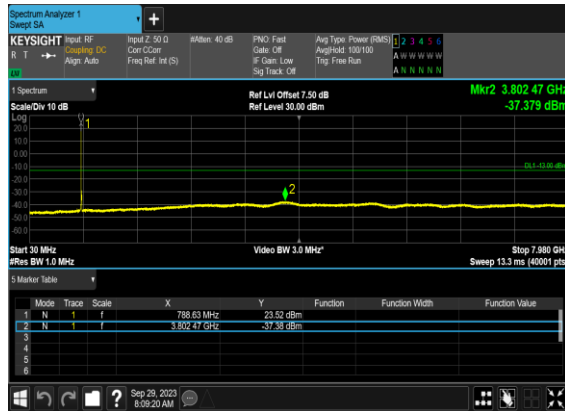 Spectrum Analyzer 1
Swept SA
+
KEYSIGHT Input: RF Input Z: 50 Ω #Atten: 40 dB PNO: Fast Avg Type: Power (RMS) 1 2 3 4 5 6
R T Coupling: DC Corr CCorr Gate: Off Avg|Hold: 100/100 A W W W W W
Align: Auto Freq Ref: Int (S) IF Gain: Low Trig: Free Run
LW Sig Track: Off A N N N N N
1 Spectrum Ref Lvl Offset 7.50 dB Mkr2 3.802 47 GHz
Scale/Div 10 dB Ref Level 30.00 dBm -37.379 dBm
Log
1
20.0
10.0
0.00
-10.0 DL1 -13.00 dBm
-20.0
-30.0
2
-40.0
-50.0
-60.0
Start 30 MHz Video BW 3.0 MHz* Stop 7.980 GHz
#Res BW 1.0 MHz Sweep 13.3 ms (40001 pts)
5 Marker Table
Mode Trace Scale X Y Function Function Width Function Value
1 N 1 f 788.63 MHz 23.52 dBm
2 N 1 f 3.802 47 GHz -37.38 dBm
3
4
5
6
? Sep 29, 2023
8:09:20 AM